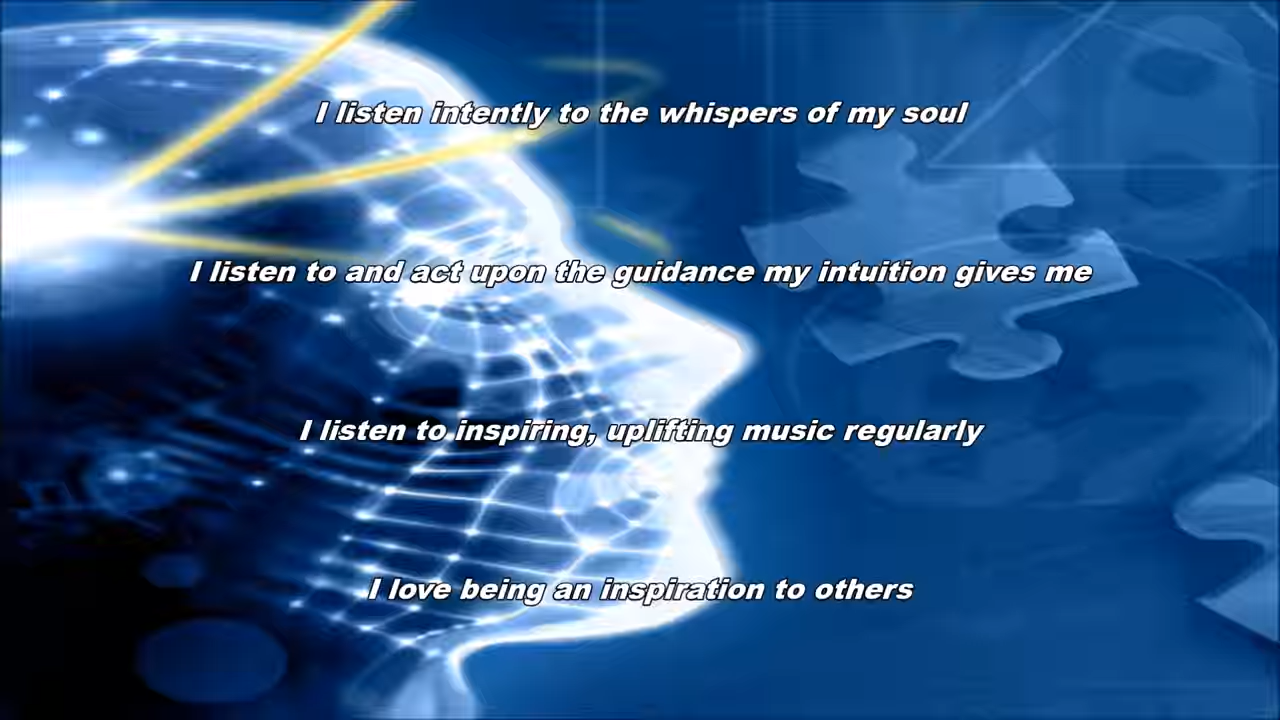 I listen intently to the whispers of my soul
I listen to and act upon the guidance my intuition gives me
I listen to inspiring, uplifting music regularly
I love being an inspiration to others